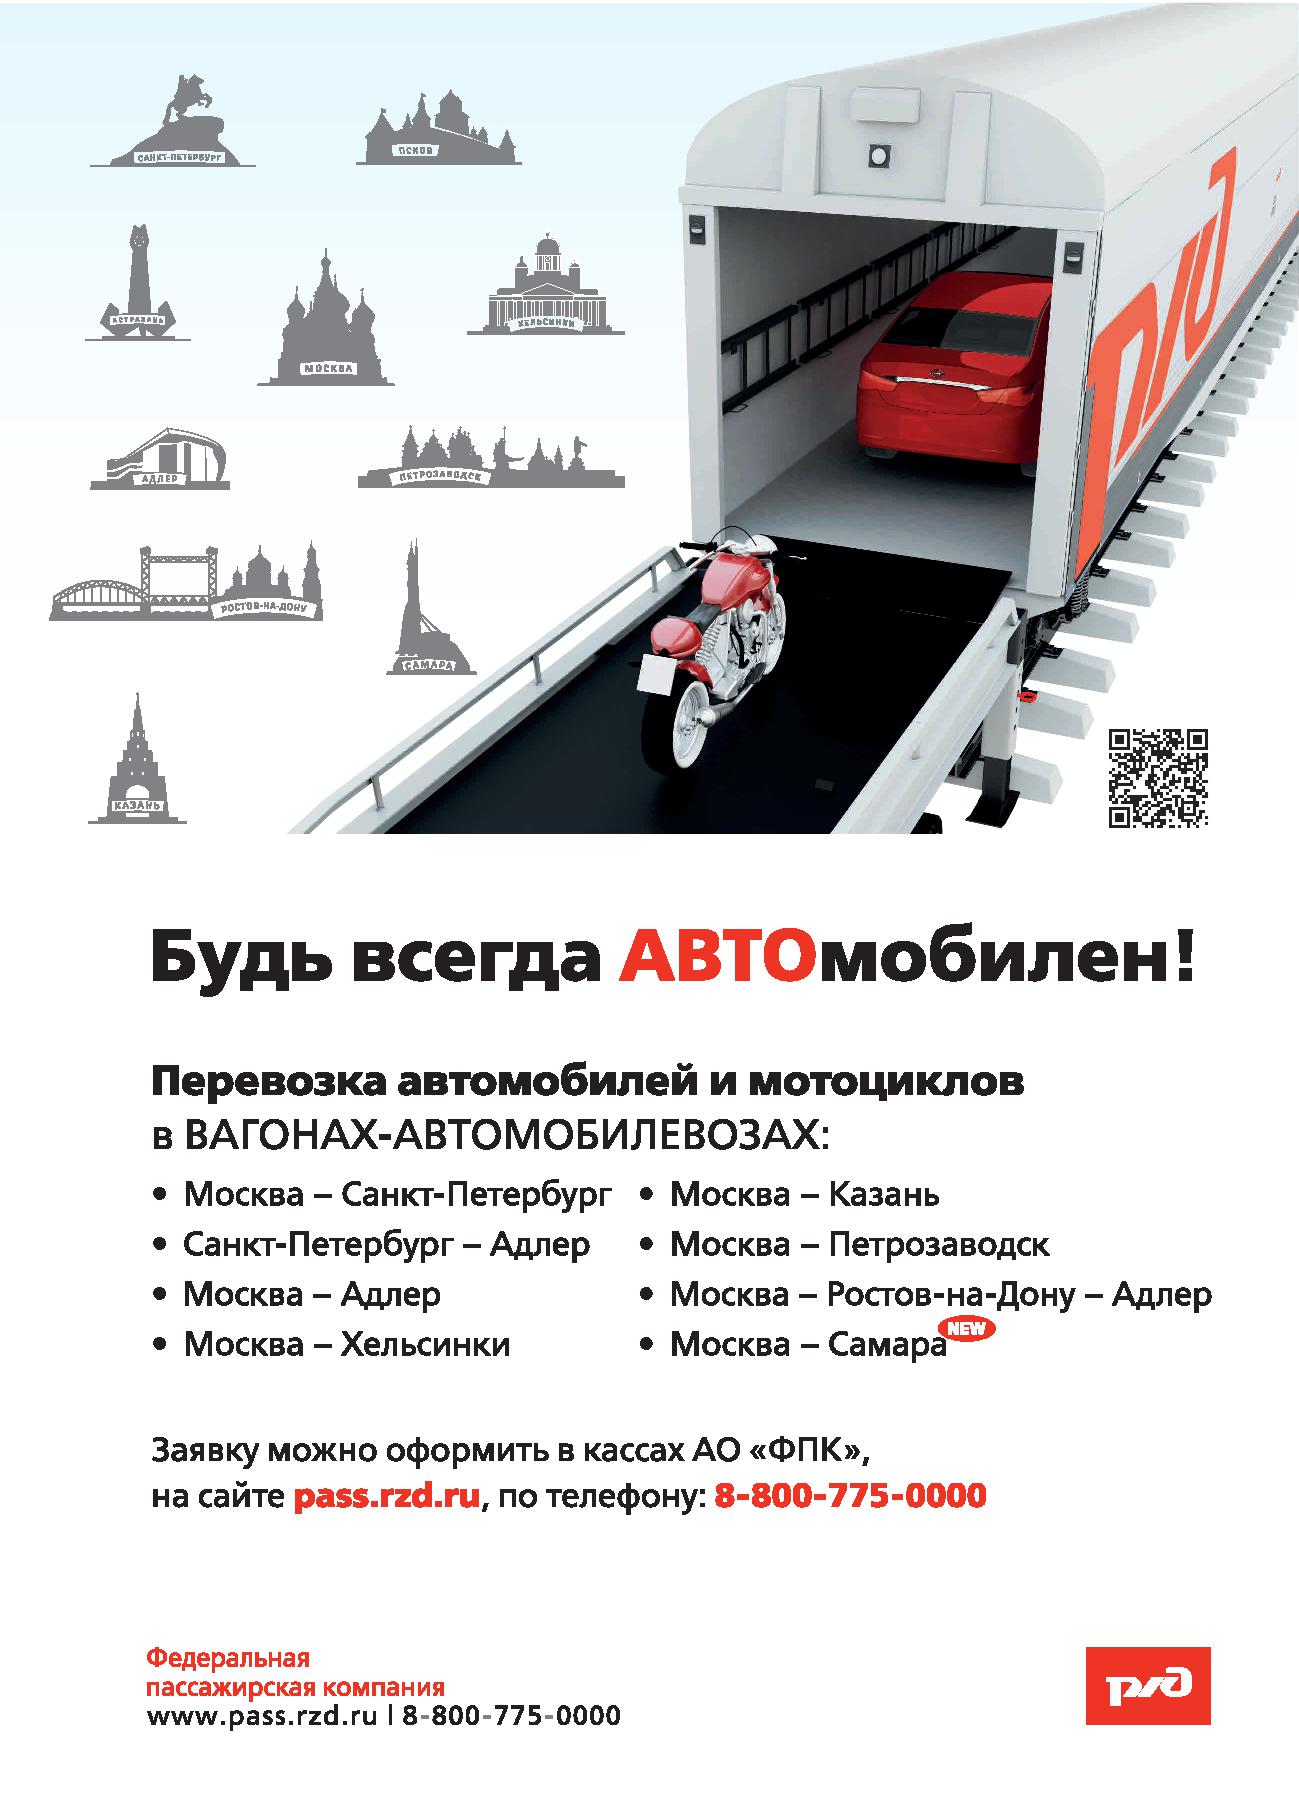 САНКТ-ПЕТЕРБУРГ
ПСКОВ
АСТРАХАНЬ
МОСКВА
ХЕЛЬСИНКИ
АДЛЕР
ПЕТРОЗАВОДСК
РОСТОВ-НА-ДОНУ
САМАРА
КАЗАНЬ
РЖД
Будь всегда АВТОмобилен!
Перевозка автомобилей и мотоциклов
в ВАГОНАХ-АВТОМОБИЛЕВОЗАХ:
• Москва – Санкт-Петербург
• Санкт-Петербург – Адлер
• Москва – Адлер
• Москва – Хельсинки
• Москва – Казань
• Москва – Петрозаводск
• Москва – Ростов-на-Дону – Адлер
• Москва – Самара NEW
Заявку можно оформить в кассах АО «ФПК»,
на сайте pass.rzd.ru, по телефону: 8-800-775-0000
Федеральная
пассажирская компания
www.pass.rzd.ru | 8-800-775-0000
РЖД